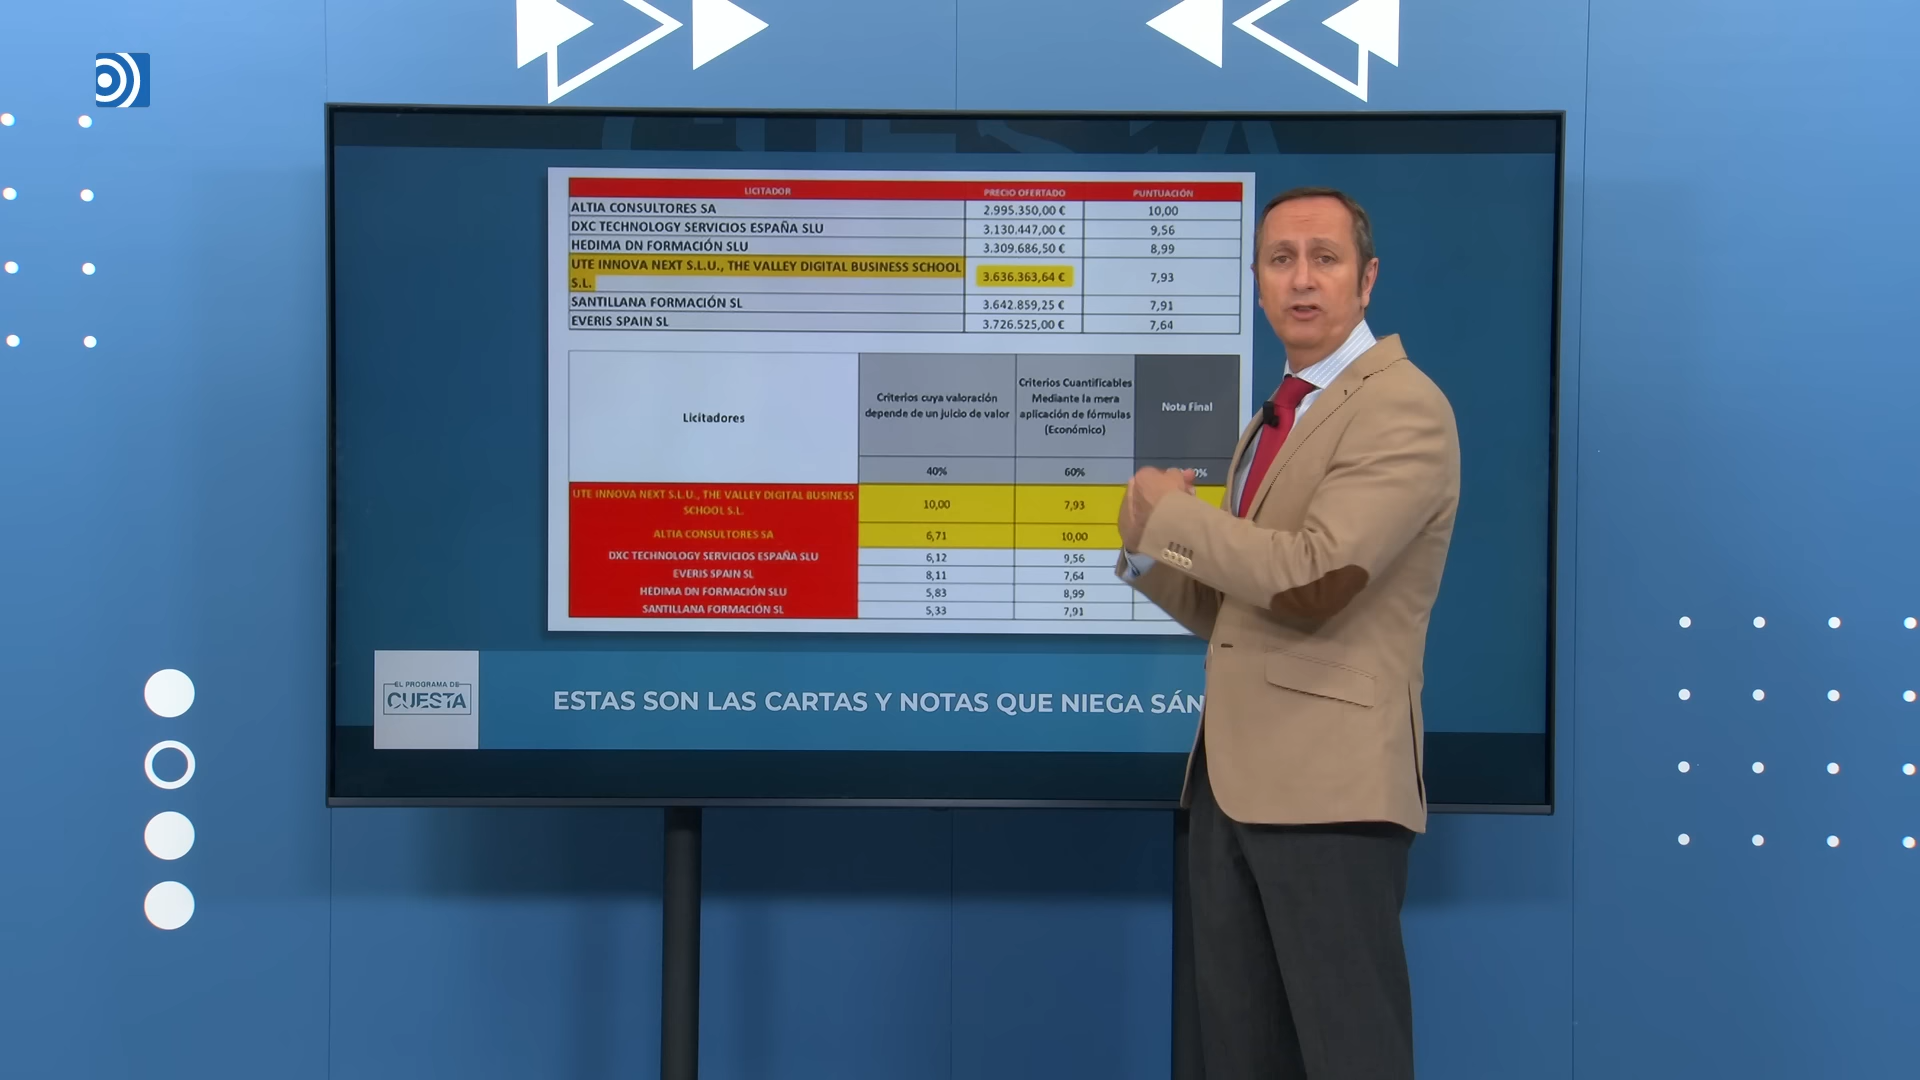 LICITADOR PRECIO OFERTADO PUNTUACIÓN
ALTIA CONSULTORES SA 2.995.350,00 € 10,00
DXC TECHNOLOGY SERVICIOS ESPAÑA SLU 3.130.447,00 € 9,56
HEDIMA DN FORMACIÓN SLU 3.309.686,50 € 8,99
UTE INNOVA NEXT S.L.U., THE VALLEY DIGITAL BUSINESS SCHOOL
S.L. 3.636.363,64 € 7,93
SANTILLANA FORMACIÓN SL 3.642.859,25 € 7,91
EVERIS SPAIN SL 3.726.525,00 € 7,64
Licitadores
Criterios cuya valoración
depende de un juicio de valor
Criterios Cuantificables
Mediante la mera
aplicación de fórmulas
(Económico)
Nota Final
40% 60% 0%
UTE INNOVA NEXT S.L.U., THE VALLEY DIGITAL BUSINESS
SCHOOL S.L. 10,00 7,93
ALTIA CONSULTORES SA 6,71 10,00
DXC TECHNOLOGY SERVICIOS ESPAÑA SLU 6,12 9,56
EVERIS SPAIN SL 8,11 7,64
HEDIMA DN FORMACIÓN SLU 5,83 8,99
SANTILLANA FORMACIÓN SL 5,33 7,91
EL PROGRAMA DE
CUESTA
ESTAS SON LAS CARTAS Y NOTAS QUE NIEGA SÁN